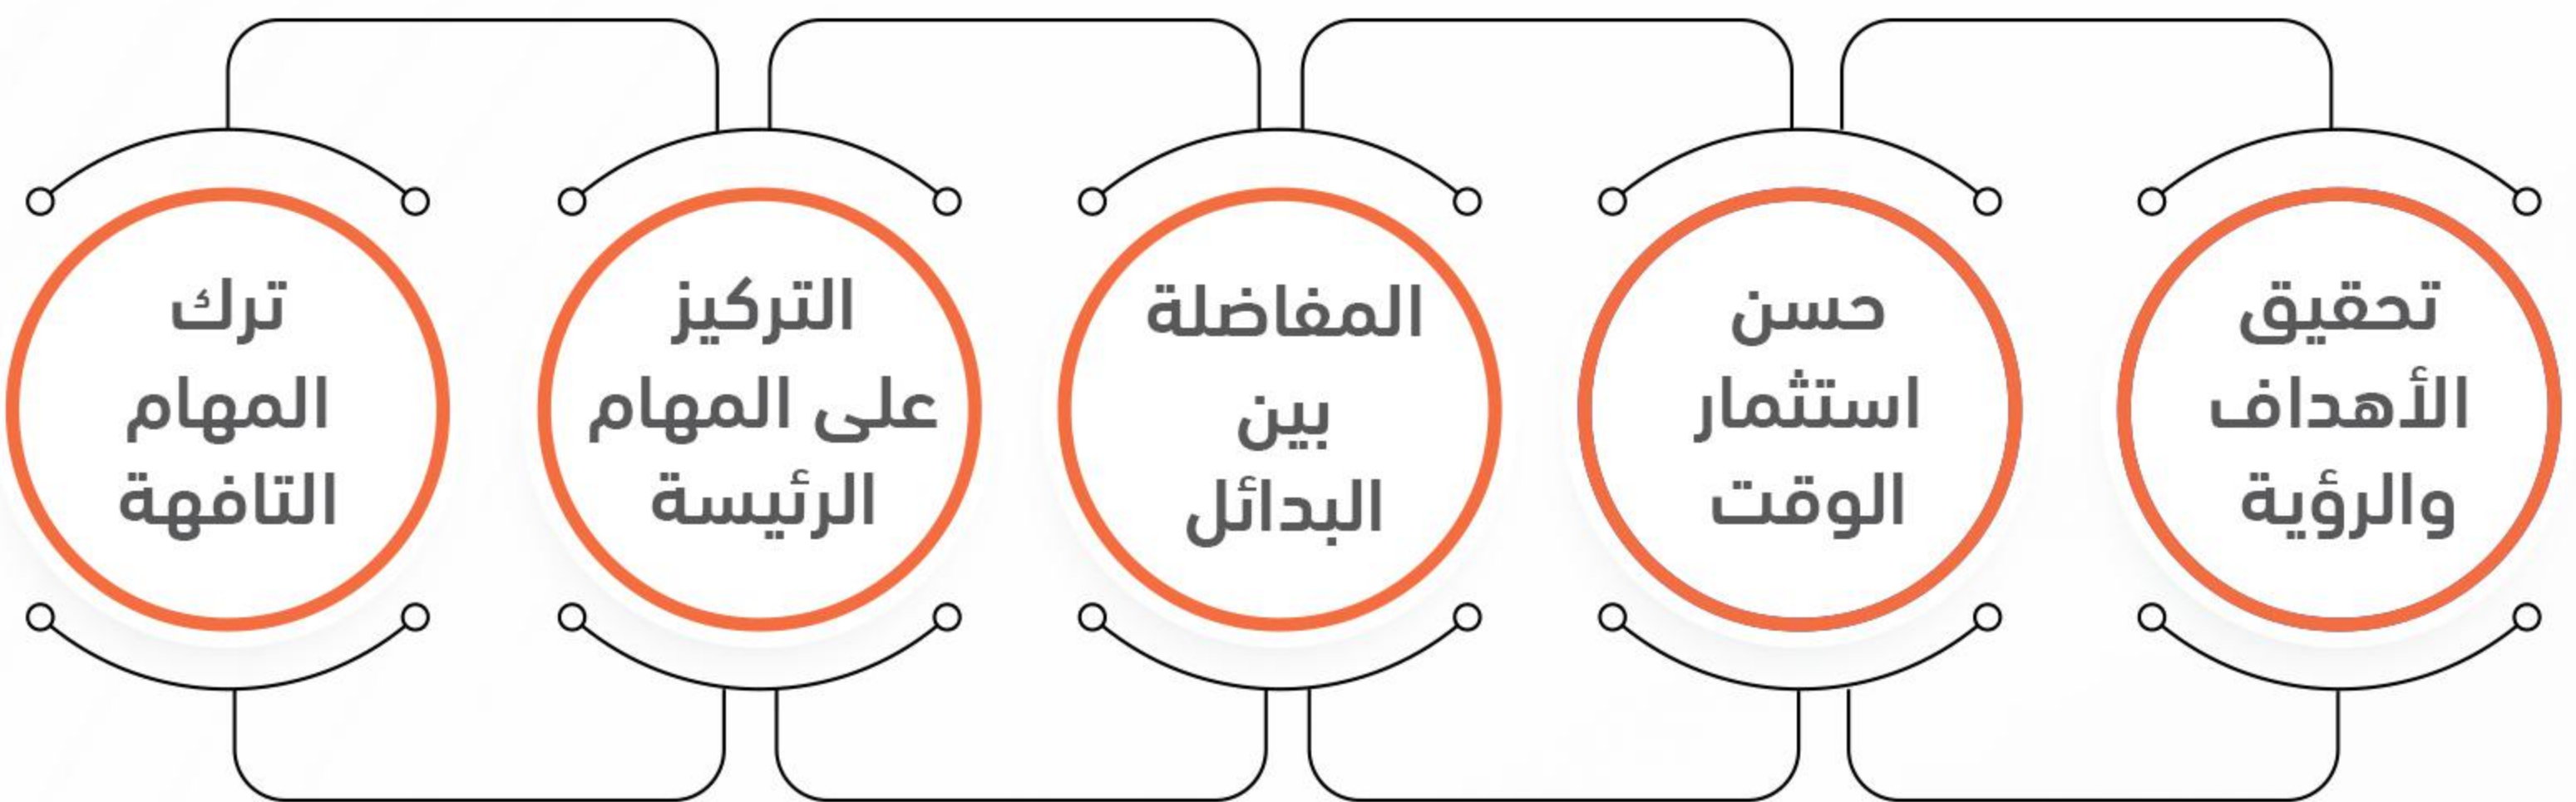 تحقيق
الأهداف
والرؤية
حسن
استثمار
الوقت
المفاضلة
بين
البدائل
التركيز
على المهام
الرئيسة
ترك
المهام
التافهة